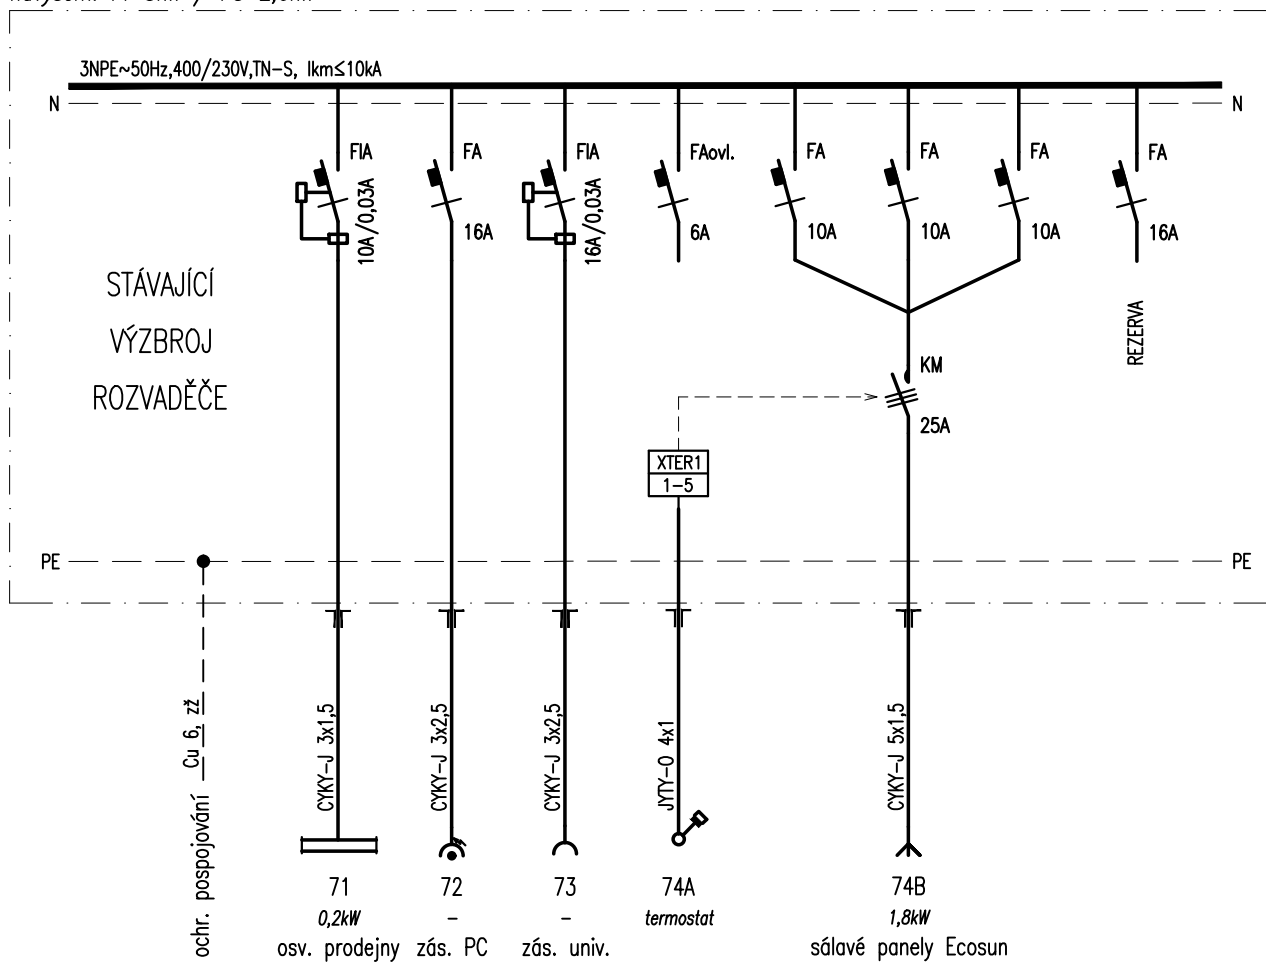 3NPE~50Hz,400/230V,TN-S, Ikm≤10kA
N
N
FIA
FA
FIA
FAovl.
FA
FA
FA
FA
10A/0,03A
16A
16A/0,03A
6A
10A
10A
10A
16A
STÁVAJÍCÍ
VÝZBROJ
ROZVADĚČE
REZERVA
KM
25A
XTER1
1-5
PE
PE
ochr. pospojování
Cu 6, zž
CYKY-J 3x1,5
CYKY-J 3x2,5
CYKY-J 3x2,5
JYTY-O 4x1
CYKY-J 5x1,5
71
72
73
74A
74B
0,2kW
-
-
termostat
1,8kW
osv. prodejny
zás. PC
zás. univ.
sálavé panely Ecosun